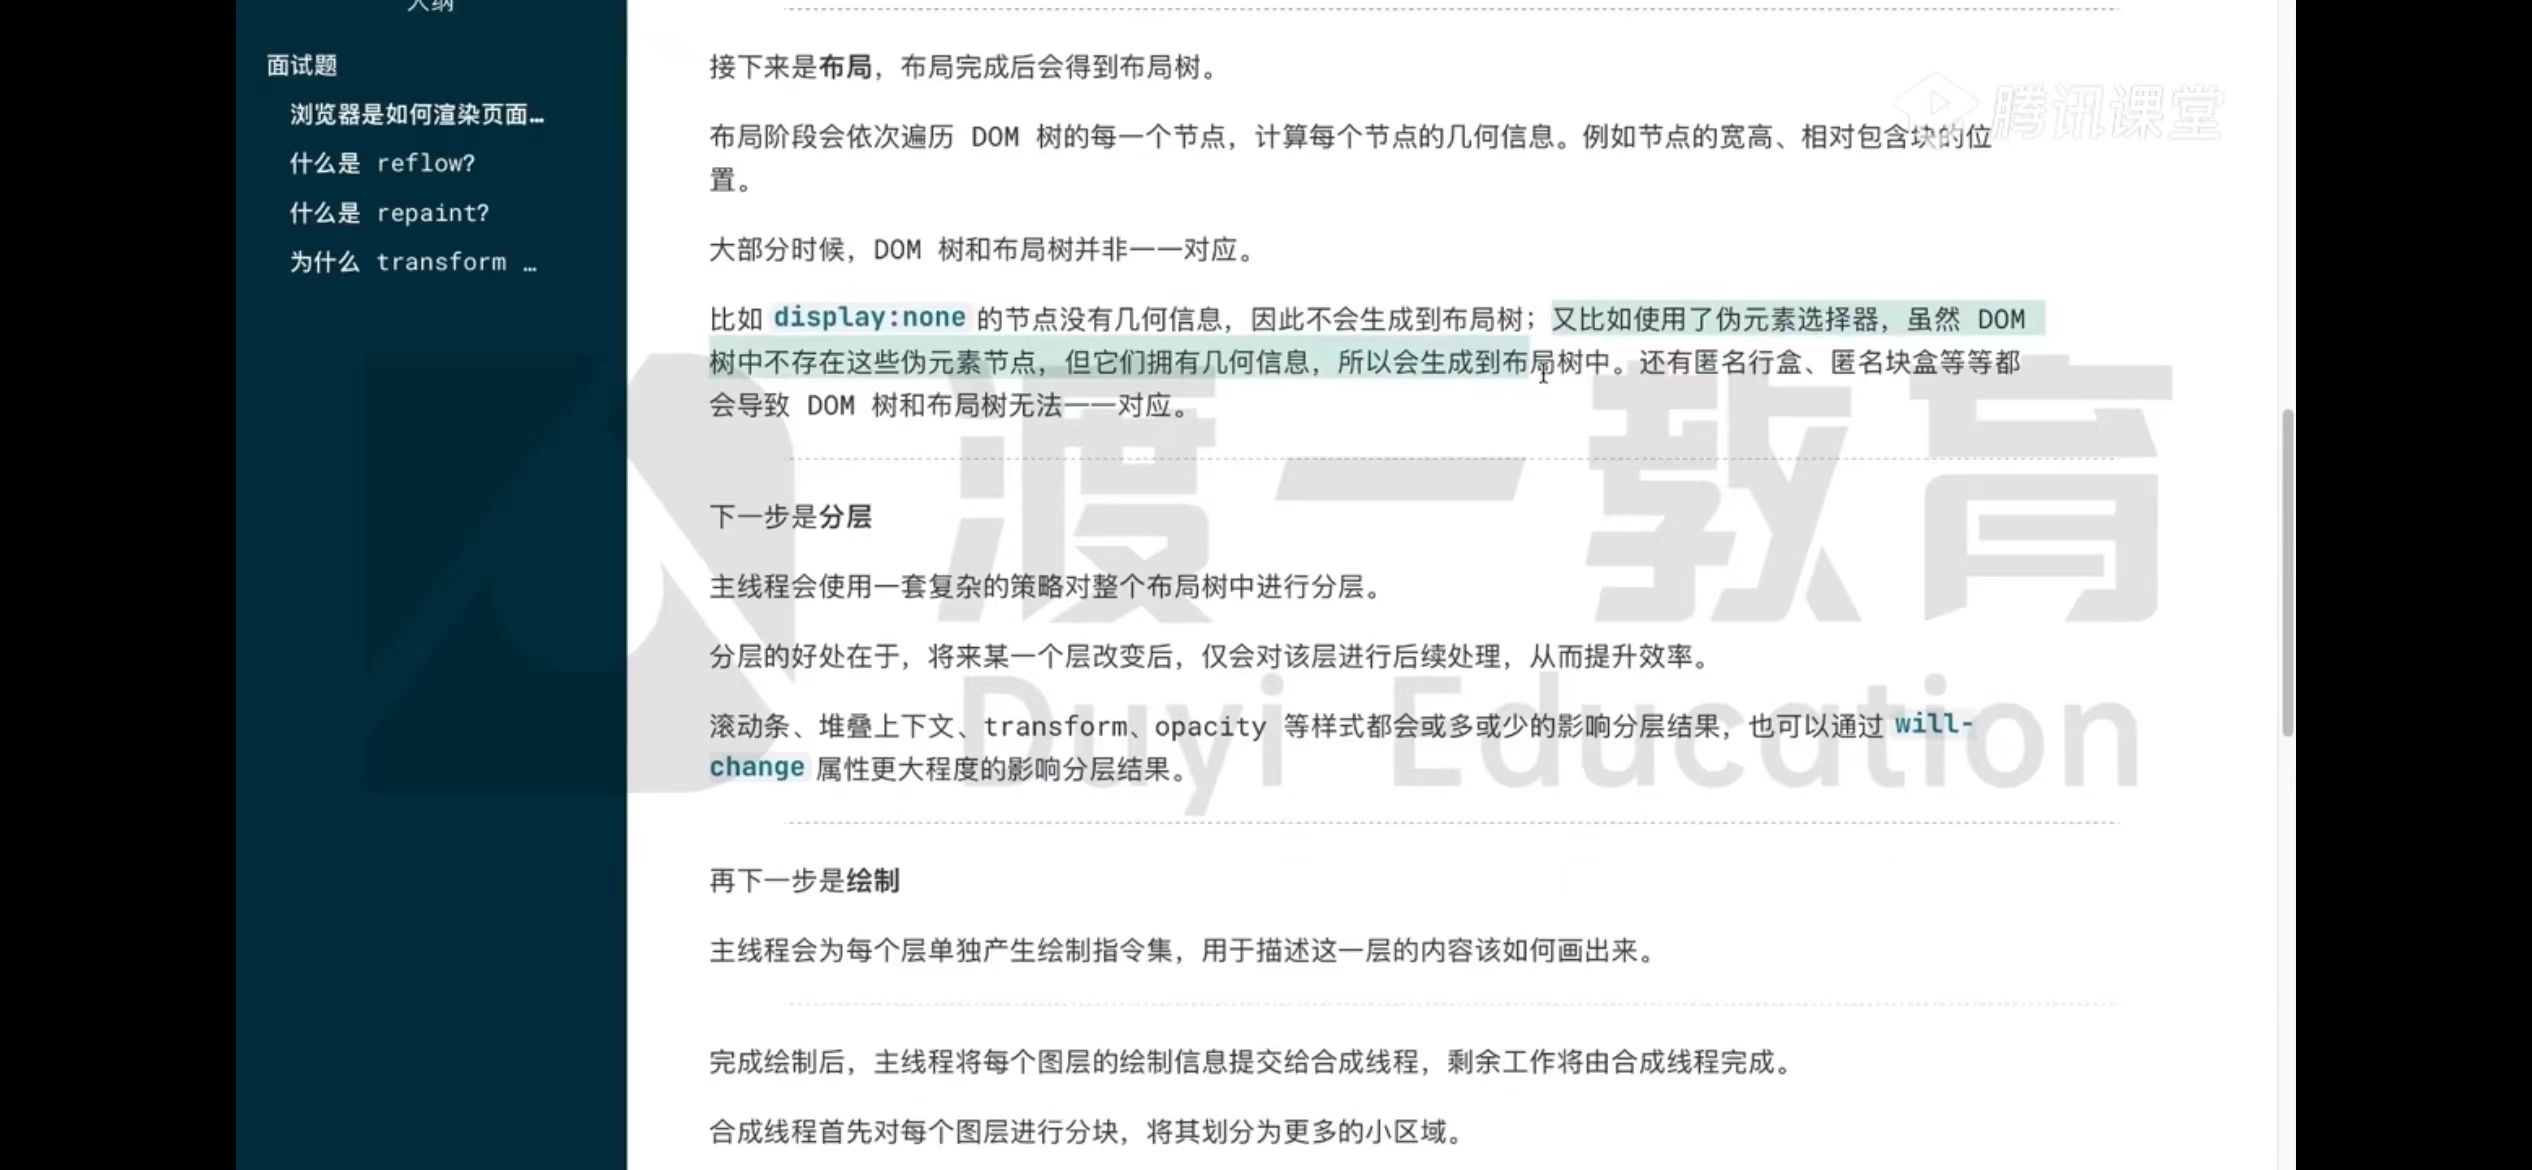 大纲
面试题
浏览器是如何渲染页面…
什么是 reflow?
什么是 repaint?
为什么 transform …
接下来是布局，布局完成后会得到布局树。
布局阶段会依次遍历 DOM 树的每一个节点，计算每个节点的几何信息。例如节点的宽高、相对包含块的位
置。
大部分时候，DOM 树和布局树并非一一对应。
比如 display:none 的节点没有几何信息，因此不会生成到布局树；又比如使用了伪元素选择器，虽然 DOM
树中不存在这些伪元素节点，但它们拥有几何信息，所以会生成到布局树中。还有匿名行盒、匿名块盒等等都
会导致 DOM 树和布局树无法一一对应。
下一步是分层
主线程会使用一套复杂的策略对整个布局树中进行分层。
分层的好处在于，将来某一个层改变后，仅会对该层进行后续处理，从而提升效率。
滚动条、堆叠上下文、transform、opacity 等样式都会或多或少的影响分层结果，也可以通过 will-
change 属性更大程度的影响分层结果。
再下一步是绘制
主线程会为每个层单独产生绘制指令集，用于描述这一层的内容该如何画出来。
完成绘制后，主线程将每个图层的绘制信息提交给合成线程，剩余工作将由合成线程完成。
合成线程首先对每个图层进行分块，将其划分为更多的小区域。
腾讯课堂
渡一教育
Duyi Education